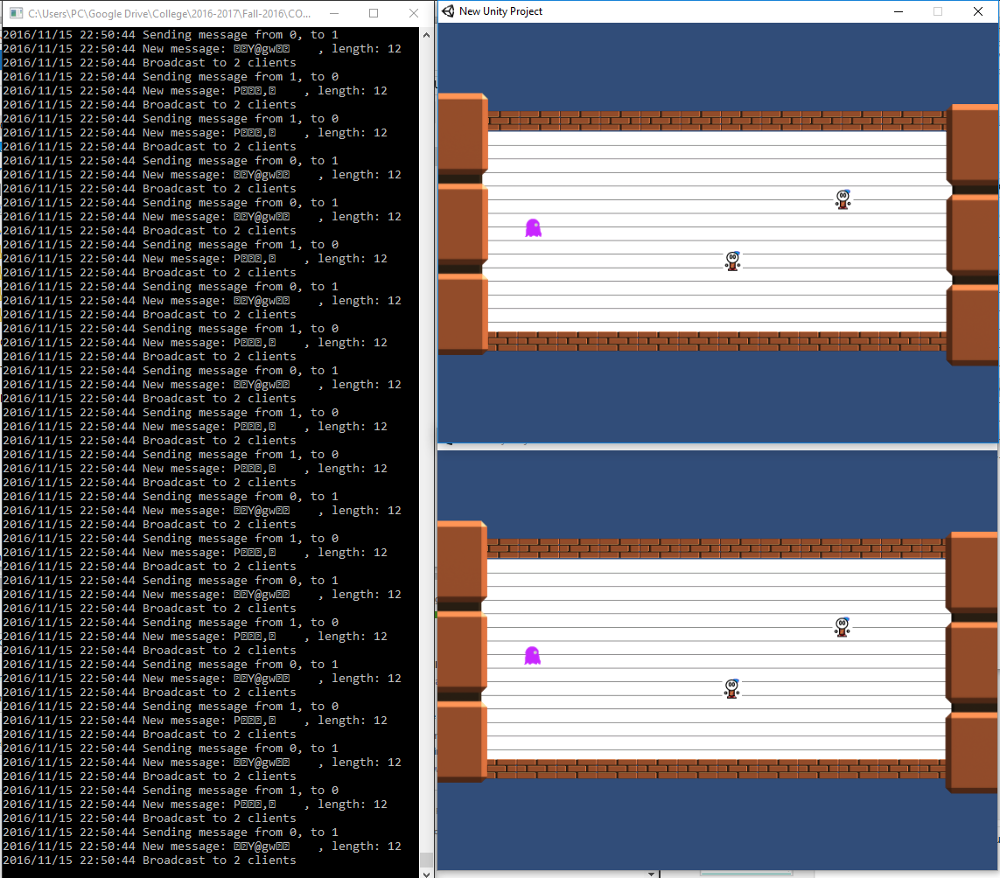 C:\Users\PC\Google Drive\College\2016-2017\Fall-2016\CO...
2016/11/15 22:50:44 Sending message from 0, to 1
2016/11/15 22:50:44 New message: ⍰⍰Y@gw⍰⍰    , length: 12
2016/11/15 22:50:44 Broadcast to 2 clients
2016/11/15 22:50:44 Sending message from 1, to 0
2016/11/15 22:50:44 New message: P⍰⍰⍰,⍰    , length: 12
2016/11/15 22:50:44 Broadcast to 2 clients
2016/11/15 22:50:44 Sending message from 1, to 0
2016/11/15 22:50:44 New message: P⍰⍰⍰,⍰    , length: 12
2016/11/15 22:50:44 Broadcast to 2 clients
2016/11/15 22:50:44 Sending message from 0, to 1
2016/11/15 22:50:44 New message: ⍰⍰Y@gw⍰⍰    , length: 12
2016/11/15 22:50:44 Broadcast to 2 clients
2016/11/15 22:50:44 Sending message from 0, to 1
2016/11/15 22:50:44 New message: ⍰⍰Y@gw⍰⍰    , length: 12
2016/11/15 22:50:44 Broadcast to 2 clients
2016/11/15 22:50:44 Sending message from 1, to 0
2016/11/15 22:50:44 New message: P⍰⍰⍰,⍰    , length: 12
2016/11/15 22:50:44 Broadcast to 2 clients
2016/11/15 22:50:44 Sending message from 0, to 1
2016/11/15 22:50:44 New message: ⍰⍰Y@gw⍰⍰    , length: 12
2016/11/15 22:50:44 Broadcast to 2 clients
2016/11/15 22:50:44 Sending message from 1, to 0
2016/11/15 22:50:44 New message: P⍰⍰⍰,⍰    , length: 12
2016/11/15 22:50:44 Broadcast to 2 clients
2016/11/15 22:50:44 Sending message from 0, to 1
2016/11/15 22:50:44 New message: ⍰⍰Y@gw⍰⍰    , length: 12
2016/11/15 22:50:44 Broadcast to 2 clients
2016/11/15 22:50:44 Sending message from 1, to 0
2016/11/15 22:50:44 New message: P⍰⍰⍰,⍰    , length: 12
2016/11/15 22:50:44 Broadcast to 2 clients
2016/11/15 22:50:44 Sending message from 1, to 0
2016/11/15 22:50:44 New message: P⍰⍰⍰,⍰    , length: 12
2016/11/15 22:50:44 Broadcast to 2 clients
2016/11/15 22:50:44 Sending message from 0, to 1
2016/11/15 22:50:44 New message: ⍰⍰Y@gw⍰⍰    , length: 12
2016/11/15 22:50:44 Broadcast to 2 clients
2016/11/15 22:50:44 Sending message from 1, to 0
2016/11/15 22:50:44 New message: P⍰⍰⍰,⍰    , length: 12
2016/11/15 22:50:44 Broadcast to 2 clients
2016/11/15 22:50:44 Sending message from 0, to 1
2016/11/15 22:50:44 New message: ⍰⍰Y@gw⍰⍰    , length: 12
2016/11/15 22:50:44 Broadcast to 2 clients
2016/11/15 22:50:44 Sending message from 1, to 0
2016/11/15 22:50:44 New message: P⍰⍰⍰,⍰    , length: 12
2016/11/15 22:50:44 Broadcast to 2 clients
2016/11/15 22:50:44 Sending message from 0, to 1
2016/11/15 22:50:44 New message: ⍰⍰Y@gw⍰⍰    , length: 12
2016/11/15 22:50:44 Broadcast to 2 clients
2016/11/15 22:50:44 Sending message from 1, to 0
2016/11/15 22:50:44 New message: P⍰⍰⍰,⍰    , length: 12
2016/11/15 22:50:44 Broadcast to 2 clients
2016/11/15 22:50:44 Sending message from 0, to 1
2016/11/15 22:50:44 New message: ⍰⍰Y@gw⍰⍰    , length: 12
2016/11/15 22:50:44 Broadcast to 2 clients
2016/11/15 22:50:44 Sending message from 1, to 0
2016/11/15 22:50:44 New message: P⍰⍰⍰,⍰    , length: 12
2016/11/15 22:50:44 Broadcast to 2 clients
2016/11/15 22:50:44 Sending message from 0, to 1
2016/11/15 22:50:44 New message: ⍰⍰Y@gw⍰⍰    , length: 12
2016/11/15 22:50:44 Broadcast to 2 clients
New Unity Project